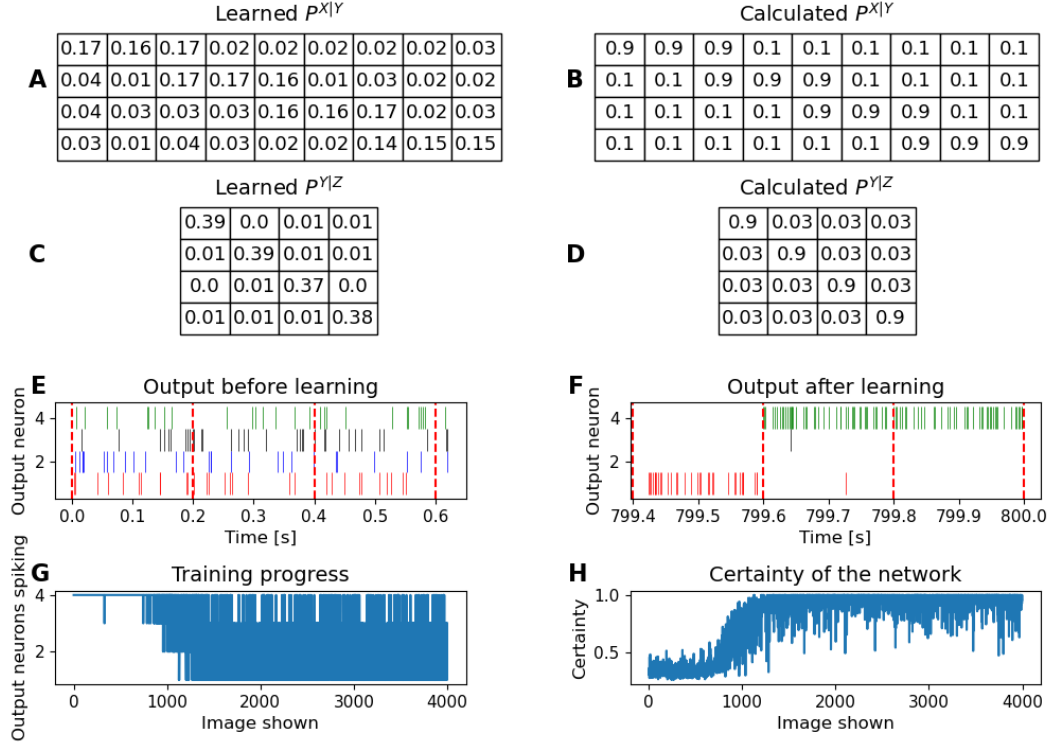 Learned P^{X|Y}
Calculated P^{X|Y}
A
0.17 0.16 0.17 0.02 0.02 0.02 0.02 0.02 0.03
0.04 0.01 0.17 0.17 0.16 0.01 0.03 0.02 0.02
0.04 0.03 0.03 0.03 0.16 0.16 0.17 0.02 0.03
0.03 0.01 0.04 0.03 0.02 0.02 0.14 0.15 0.15
B
0.9 0.9 0.9 0.1 0.1 0.1 0.1 0.1 0.1
0.1 0.1 0.9 0.9 0.9 0.1 0.1 0.1 0.1
0.1 0.1 0.1 0.1 0.9 0.9 0.9 0.1 0.1
0.1 0.1 0.1 0.1 0.1 0.1 0.9 0.9 0.9
Learned P^{Y|Z}
Calculated P^{Y|Z}
C
0.39 0.0 0.01 0.01
0.01 0.39 0.01 0.01
0.0 0.01 0.37 0.0
0.01 0.01 0.01 0.38
D
0.9 0.03 0.03 0.03
0.03 0.9 0.03 0.03
0.03 0.03 0.9 0.03
0.03 0.03 0.03 0.9
E
Output before learning
Output neuron
4
2
0.0 0.1 0.2 0.3 0.4 0.5 0.6
Time [s]
F
Output after learning
Output neuron
4
2
799.4 799.5 799.6 799.7 799.8 799.9 800.0
Time [s]
G
Training progress
Output neurons spiking
4
2
0 1000 2000 3000 4000
Image shown
H
Certainty of the network
Certainty
1.0
0.5
0 1000 2000 3000 4000
Image shown